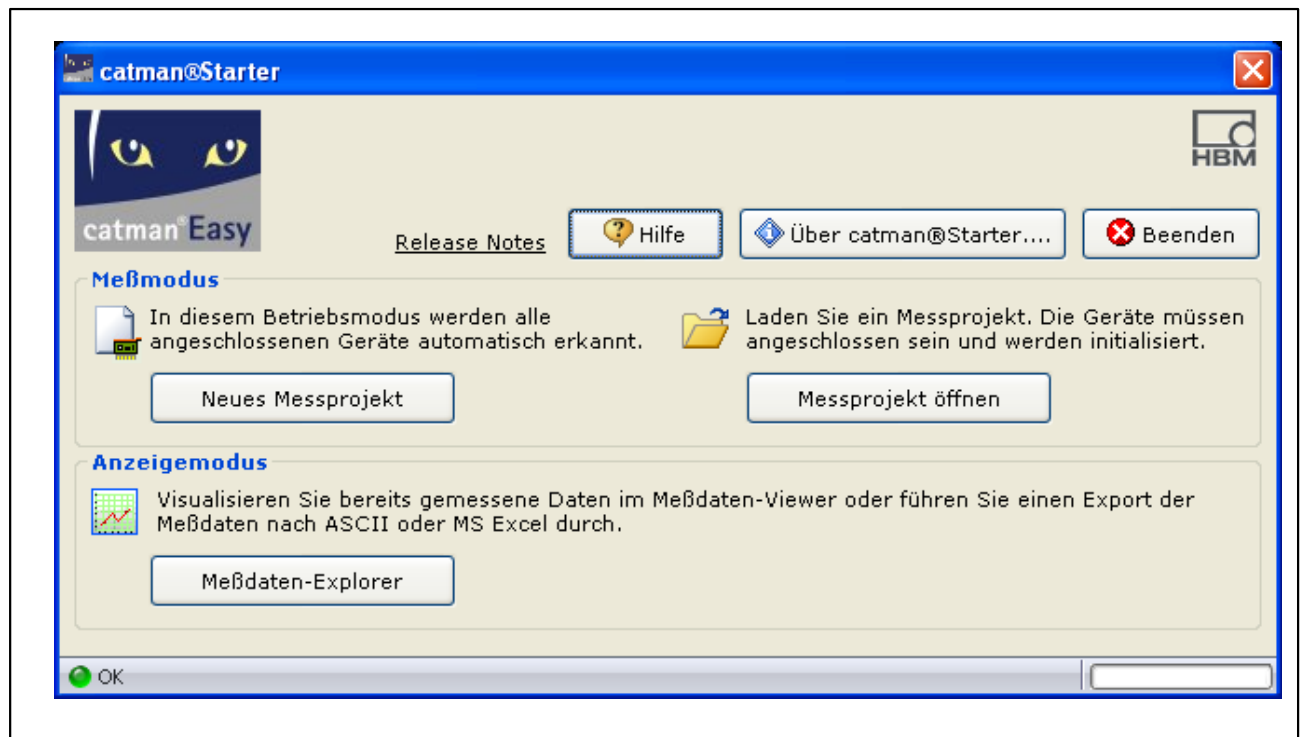 catman®Starter
HBM
catman®Easy
Release Notes
Hilfe
Über catman®Starter....
Beenden
Meßmodus
In diesem Betriebsmodus werden alle
angeschlossenen Geräte automatisch erkannt.
Neues Messprojekt
Laden Sie ein Messprojekt. Die Geräte müssen
angeschlossen sein und werden initialisiert.
Messprojekt öffnen
Anzeigemodus
Visualisieren Sie bereits gemessene Daten im Meßdaten-Viewer oder führen Sie einen Export der
Meßdaten nach ASCII oder MS Excel durch.
Meßdaten-Explorer
OK